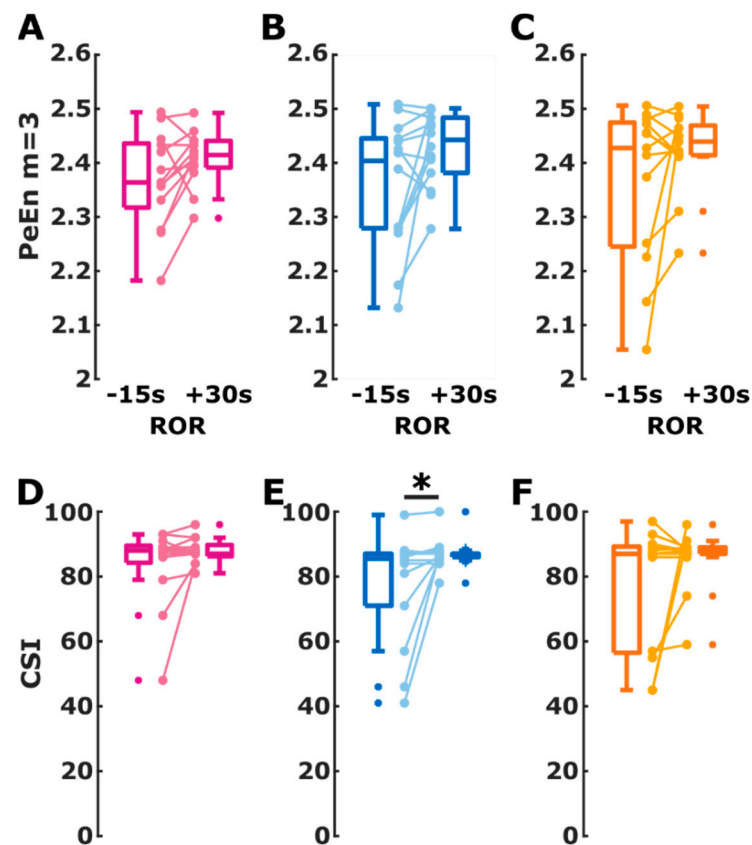 A B C
2.6 2.6 2.6
2.5 2.5 2.5
2.4 2.4 2.4
PeEn m=3
2.3 2.3 2.3
2.2 2.2 2.2
2.1 2.1 2.1
2 2 2
-15s +30s -15s +30s -15s +30s
ROR ROR ROR
D E * F
100 100 100
80 80 80
60 60 60
CSI
40 40 40
20 20 20
0 0 0